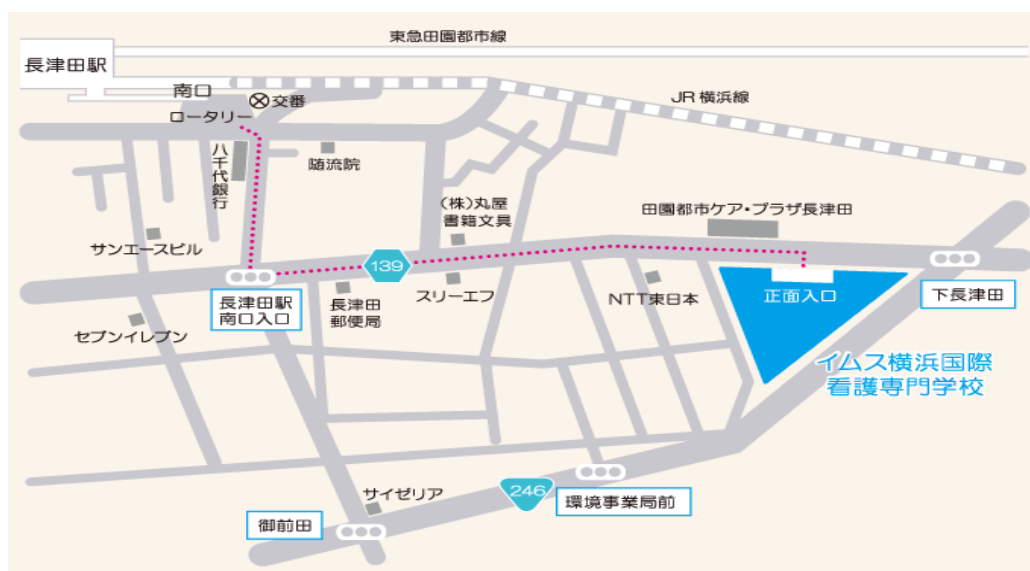 東急田園都市線
長津田駅
南口
交番
ロータリー
JR 横浜線
八千代銀行
随流院
(株)丸屋
書籍文具
田園都市ケア・プラザ長津田
サンエースビル
139
長津田駅
南口入口
長津田
郵便局
スリーエフ
NTT東日本
正面入口
下長津田
セブンイレブン
イムス横浜国際
看護専門学校
サイゼリア
246
環境事業局前
御前田